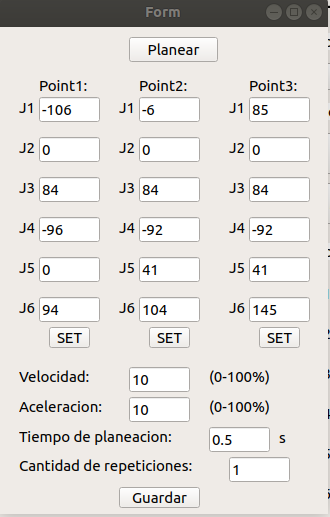 Form
Planear
Point1: Point2: Point3:
J1 -106 J1 -6 J1 85
J2 0 J2 0 J2 0
J3 84 J3 84 J3 84
J4 -96 J4 -92 J4 -92
J5 0 J5 41 J5 41
J6 94 J6 104 J6 145
SET SET SET
Velocidad: 10 (0-100%)
Aceleracion: 10 (0-100%)
Tiempo de planeacion: 0.5 s
Cantidad de repeticiones: 1
Guardar